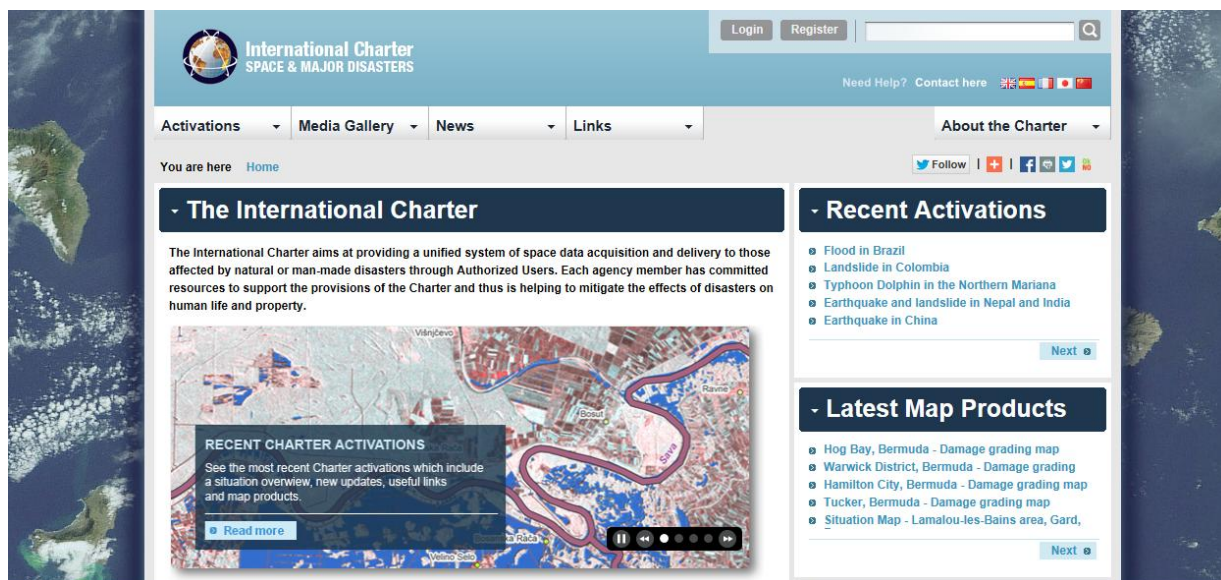 Login Register
International Charter
SPACE & MAJOR DISASTERS
Need Help? Contact here
Activations Media Gallery News Links About the Charter
You are here Home
Follow
The International Charter
The International Charter aims at providing a unified system of space data acquisition and delivery to those
affected by natural or man-made disasters through Authorized Users. Each agency member has committed
resources to support the provisions of the Charter and thus is helping to mitigate the effects of disasters on
human life and property.
Višnjićevo
Ravne
Bosut
Sava
RECENT CHARTER ACTIVATIONS
See the most recent Charter activations which include
a situation overwiew, new updates, useful links
and map products.
Read more
Rača
Velino Selo
Recent Activations
Flood in Brazil
Landslide in Colombia
Typhoon Dolphin in the Northern Mariana
Earthquake and landslide in Nepal and India
Earthquake in China
Next
Latest Map Products
Hog Bay, Bermuda - Damage grading map
Warwick District, Bermuda - Damage grading
Hamilton City, Bermuda - Damage grading map
Tucker, Bermuda - Damage grading map
Situation Map - Lamalou-les-Bains area, Gard,
Next